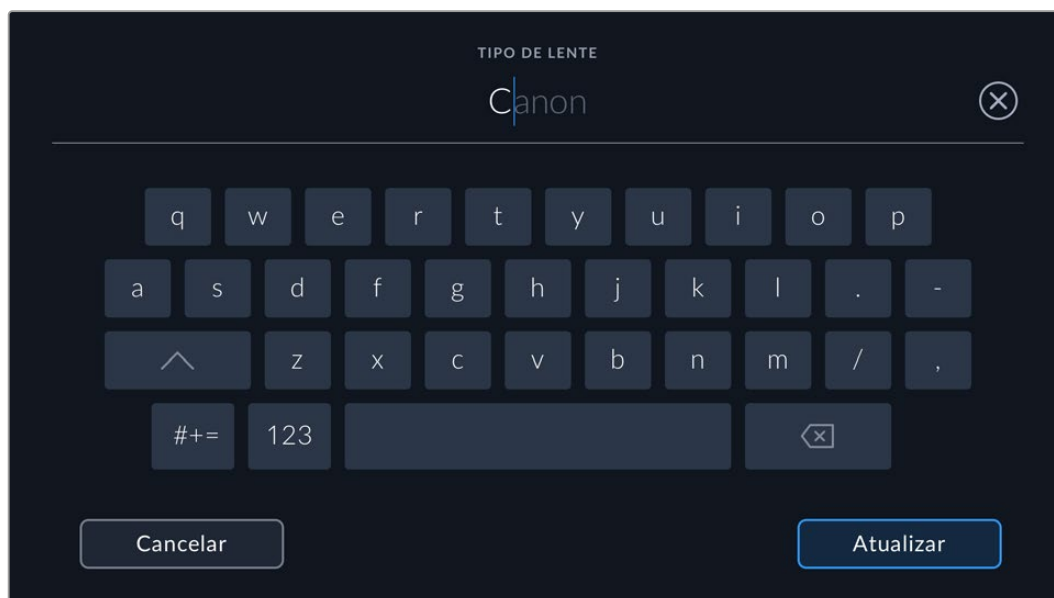 TIPO DE LENTE
Canon
q w e r t y u i o p
a s d f g h j k l . -
z x c v b n m / ,
#+= 123
Cancelar Atualizar